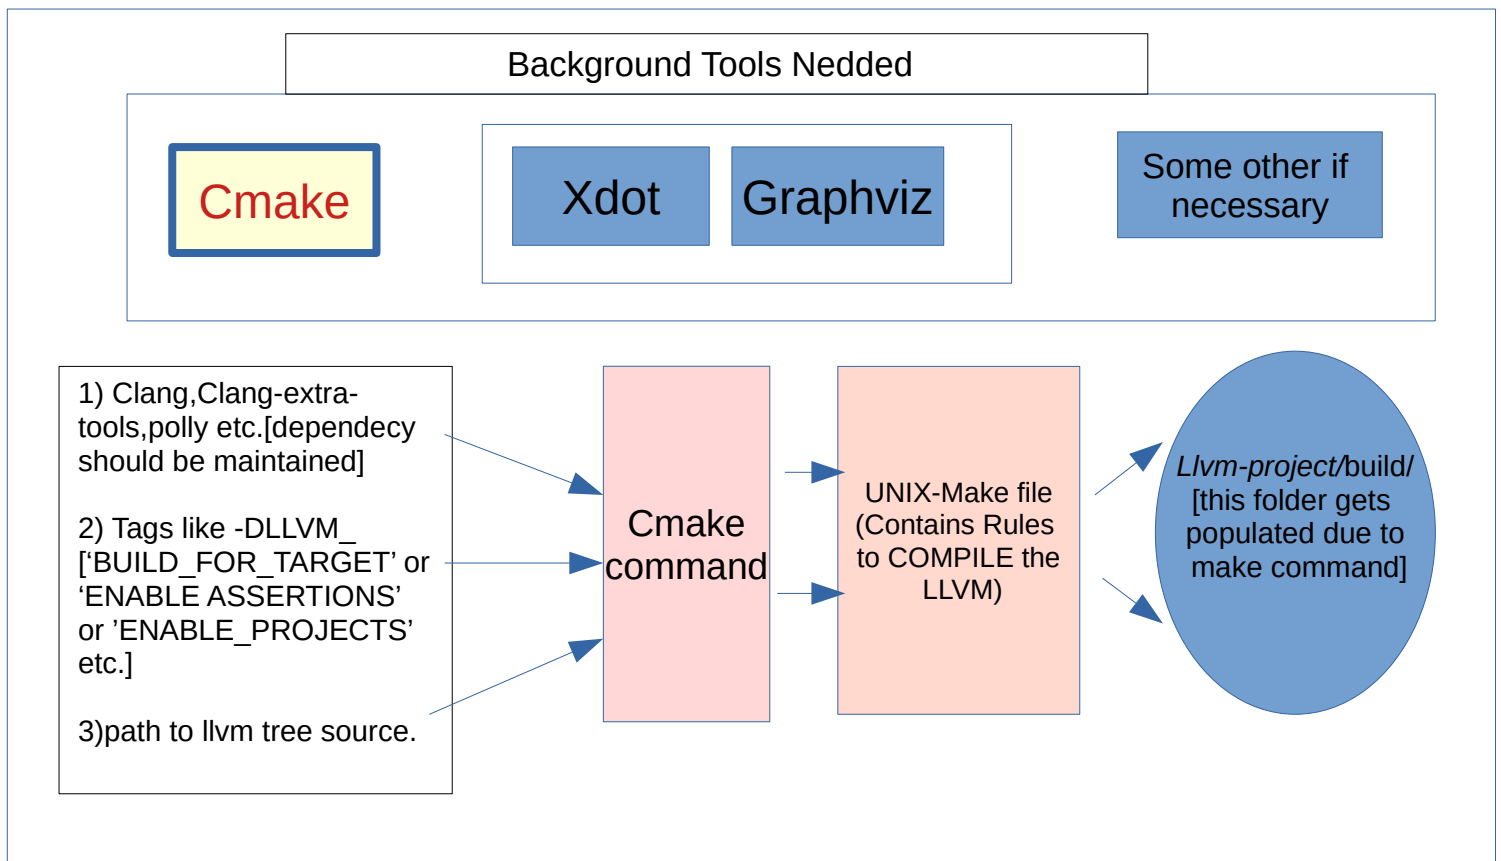 Background Tools Nedded
Cmake
Xdot
Graphviz
Some other if
necessary
1) Clang,Clang-extra-
tools,polly etc.[dependecy
should be maintained]
2) Tags like -DLLVM_
[‘BUILD_FOR_TARGET’ or
‘ENABLE ASSERTIONS’
or ’ENABLE_PROJECTS’
etc.]
3)path to llvm tree source.
Cmake
command
UNIX-Make file
(Contains Rules
to COMPILE the
LLVM)
Llvm-project/build/
[this folder gets
populated due to
make command]